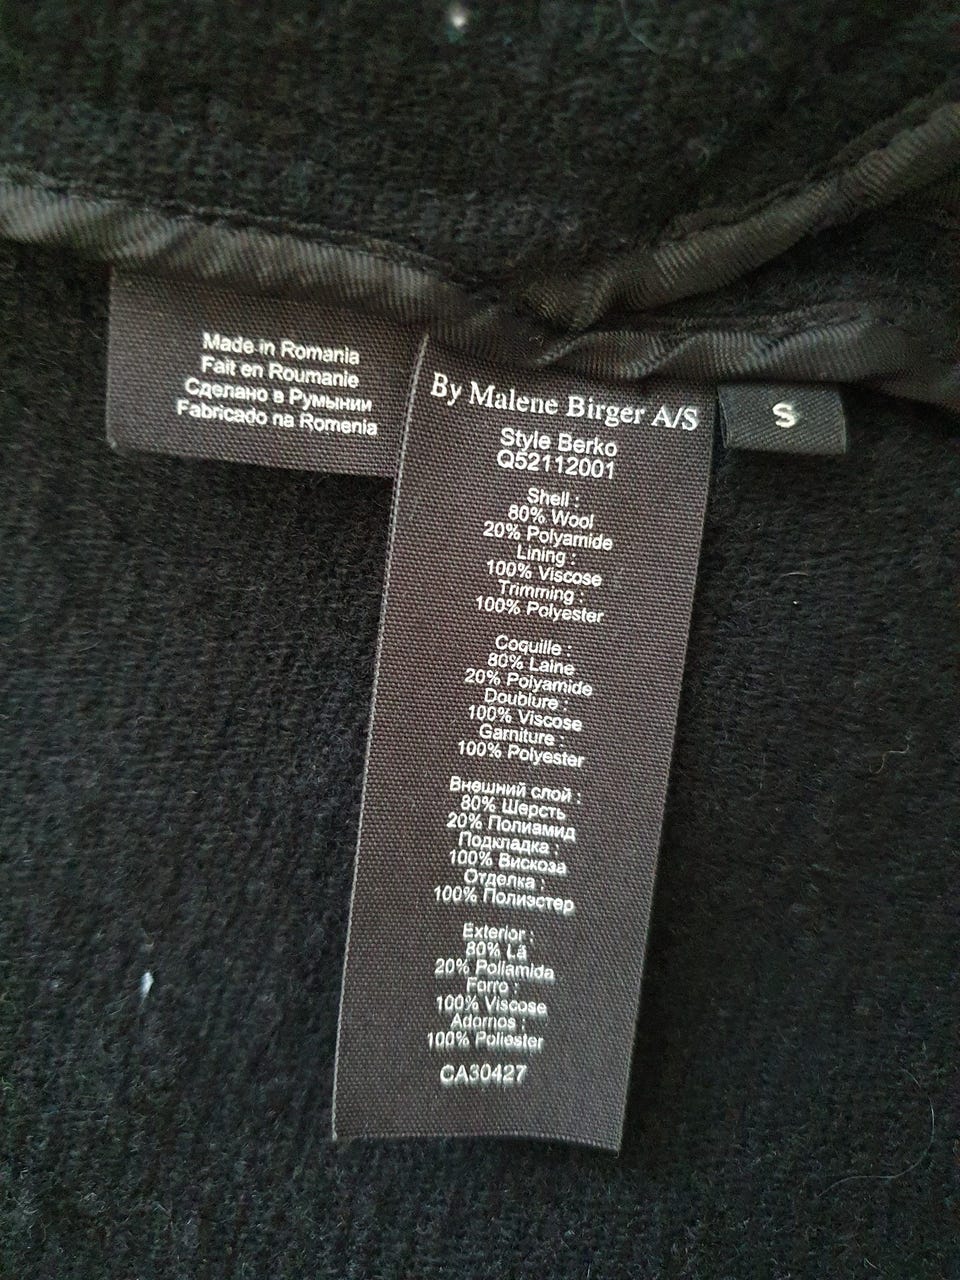 Made in Romania
Fait en Roumanie
Сделано в Румынии
Fabricado na Romenia
By Malene Birger A/S
Style Berko
Q52112001
Shell :
80% Wool
20% Polyamide
Lining :
100% Viscose
Trimming :
100% Polyester
Coquille :
80% Laine
20% Polyamide
Doublure :
100% Viscose
Garniture :
100% Polyester
Внешний слой :
80% Шерсть
20% Полиамид
Подкладка :
100% Вискоза
Отделка :
100% Полиэстер
Exterior :
80% Lã
20% Poliamida
Forro :
100% Viscose
Adornos :
100% Poliester
CA30427
S